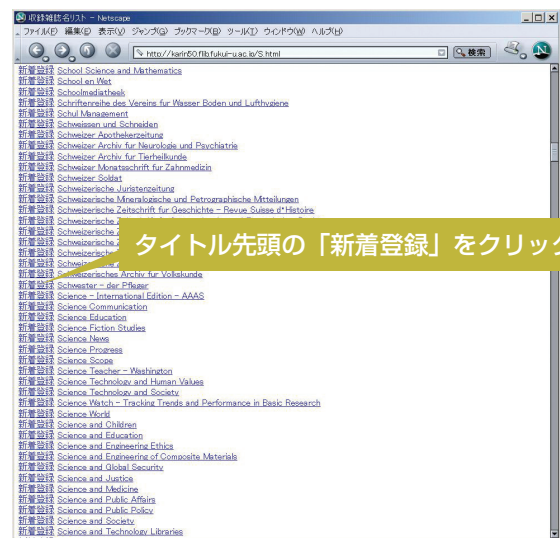 収録雑誌名リスト - Netscape
ファイル(F) 編集(E) 表示(V) ジャンプ(G) ブックマーク(B) ツール(T) ウィンドウ(W) ヘルプ(H)
http://karin50.flib.fukui-u.ac.jp/S.html 検索
新着登録 School Science and Mathematics
新着登録 School en Wet
新着登録 Schoolmediatheek
新着登録 Schriftenreihe des Vereins fur Wasser Boden und Lufthygiene
新着登録 Schul Management
新着登録 Schweissen und Schneiden
新着登録 Schweizer Apothekerzeitung
新着登録 Schweizer Archiv fur Neurologie und Psychiatrie
新着登録 Schweizer Archiv fur Tierheilkunde
新着登録 Schweizer Monatsschrift fur Zahnmedizin
新着登録 Schweizer Soldat
新着登録 Schweizerische Juristenzeitung
新着登録 Schweizerische Mineralogische und Petrographische Mitteilungen
新着登録 Schweizerische Zeitschrift fur Geschichte - Revue Suisse d*Histoire
新着登録 Schweizerische
新着登録 Schweizerische
新着登録 Schweizerische
新着登録 Schweizerische
新着登録
タイトル先頭の「新着登録」をクリック
新着登録 Schweizerisches Archiv fur Volkskunde
新着登録 Schwester - der Pfleger
新着登録 Science - International Edition - AAAS
新着登録 Science Communication
新着登録 Science Education
新着登録 Science Fiction Studies
新着登録 Science News
新着登録 Science Progress
新着登録 Science Scope
新着登録 Science Teacher - Washington
新着登録 Science Technology and Human Values
新着登録 Science Technology and Society
新着登録 Science Watch - Tracking Trends and Performance in Basic Research
新着登録 Science World
新着登録 Science and Children
新着登録 Science and Education
新着登録 Science and Engineering Ethics
新着登録 Science and Engineering of Composite Materials
新着登録 Science and Global Security
新着登録 Science and Justice
新着登録 Science and Medicine
新着登録 Science and Public Affairs
新着登録 Science and Public Policy
新着登録 Science and Society
新着登録 Science and Technology Libraries